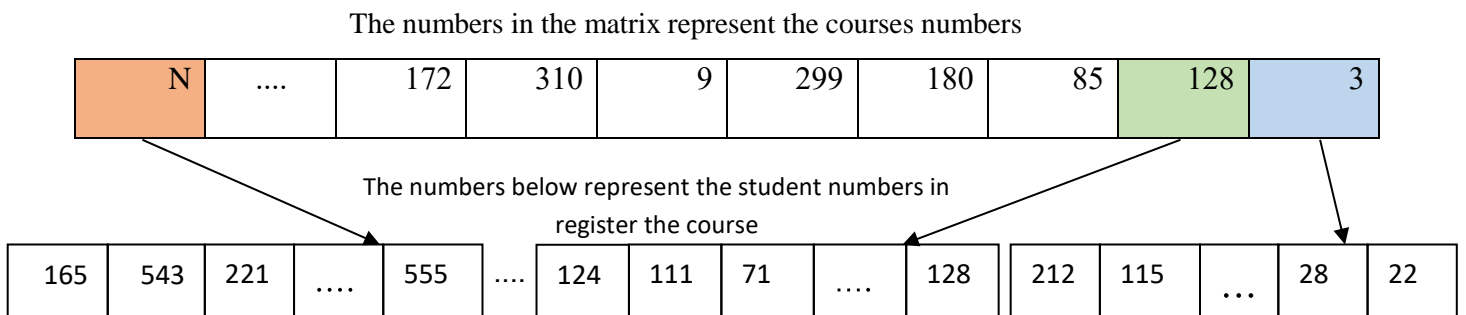 The numbers in the matrix represent the courses numbers
N .... 172 310 9 299 180 85 128 3
The numbers below represent the student numbers in
register the course
165 543 221 .... 555 .... 124 111 71 .... 128 212 115 ... 28 22